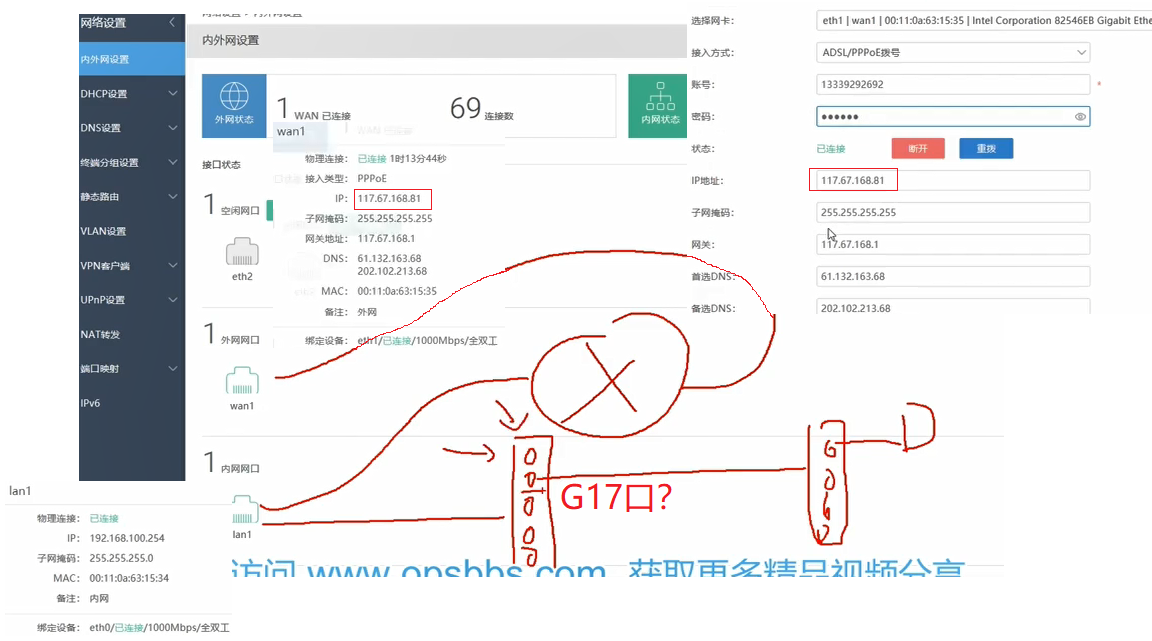 网络设置 > 内外网设置
网络设置
内外网设置
DHCP设置
DNS设置
终端分组设置
静态路由
VLAN设置
VPN客户端
UPnP设置
NAT转发
端口映射
IPv6
内外网设置
外网状态
1 WAN 已连接
69 连接数
内网状态
wan1
物理连接: 已连接 1时13分44秒
接入类型: PPPoE
IP: 117.67.168.81
子网掩码: 255.255.255.255
网关地址: 117.67.168.1
DNS: 61.132.163.68
202.102.213.68
MAC: 00:11:0a:63:15:35
备注: 外网
绑定设备: eth1/已连接/1000Mbps/全双工
接口状态
1 空闲网口
eth2
1 外网网口
wan1
1 内网网口
lan1
选择网卡: eth1 | wan1 | 00:11:0a:63:15:35 | Intel Corporation 82546EB Gigabit Ethe
接入方式: ADSL/PPPoE拨号
账号: 13339292692 *
密码: ••••••
状态: 已连接 断开 重拨
IP地址: 117.67.168.81
子网掩码: 255.255.255.255
网关: 117.67.168.1
首选DNS: 61.132.163.68
备选DNS: 202.102.213.68
G17口?
lan1
物理连接: 已连接
IP: 192.168.100.254
子网掩码: 255.255.255.0
MAC: 00:11:0a:63:15:34
备注: 内网
绑定设备: eth0/已连接/1000Mbps/全双工
访问 www.opsbbs.com 获取更多精品视频分享